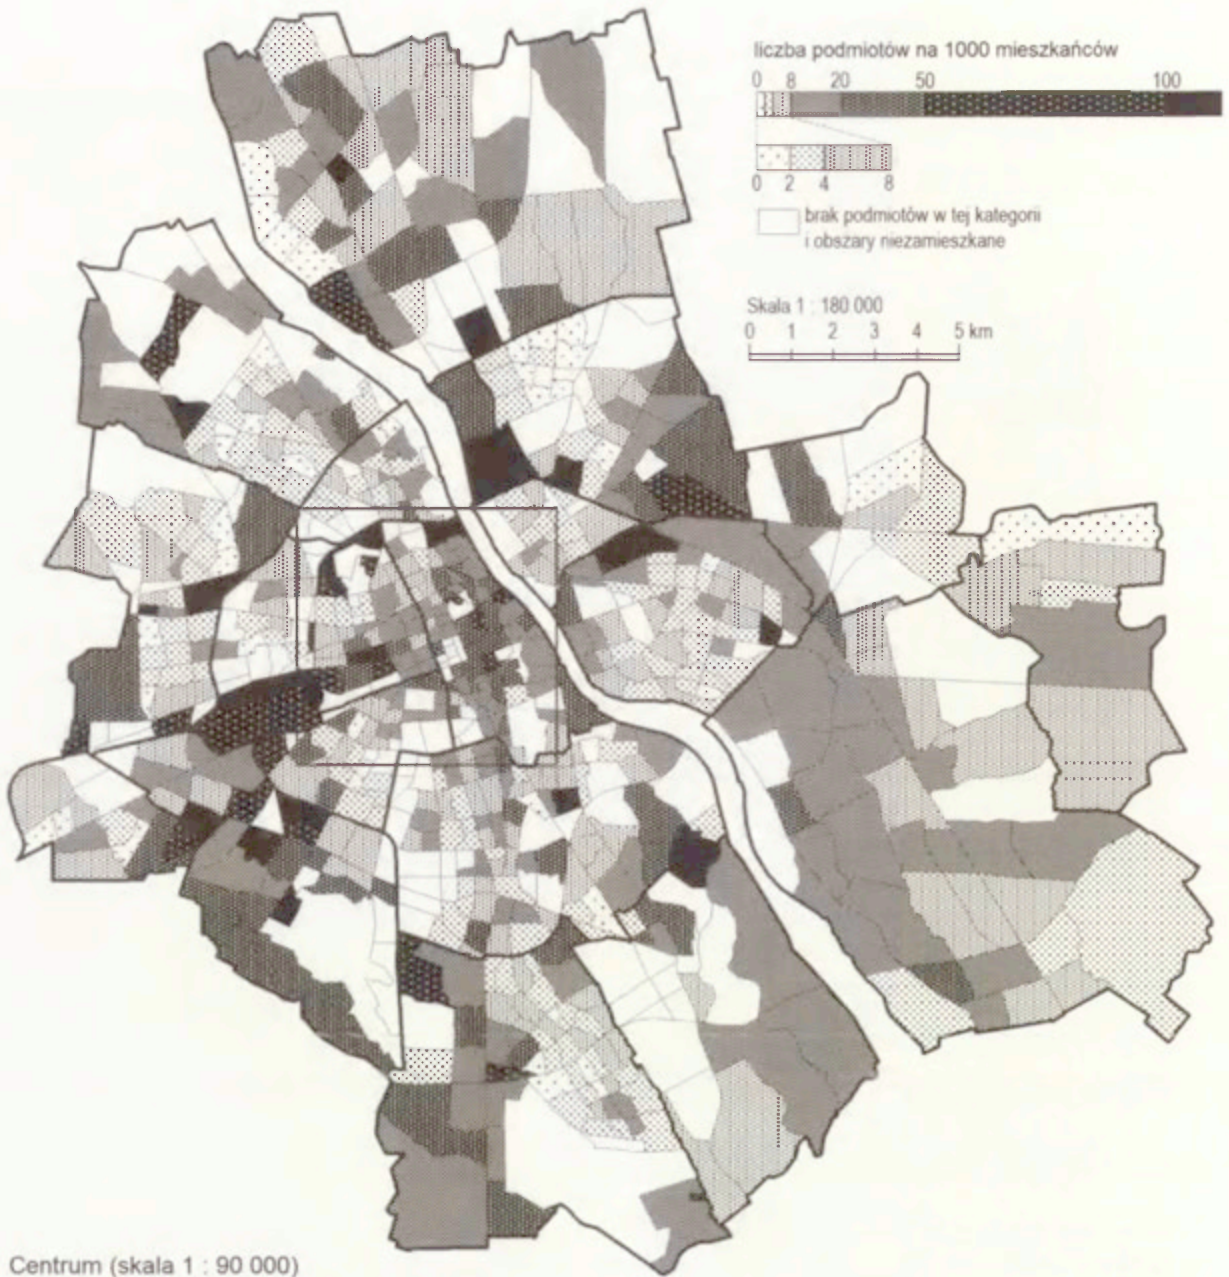 liczba podmiotów na 1000 mieszkańców
0 8 20 50 100
0 2 4 8
brak podmiotów w tej kategorii
i obszary niezamieszkane
Skala 1 : 180 000
0 1 2 3 4 5 km
Centrum (skala 1 : 90 000)